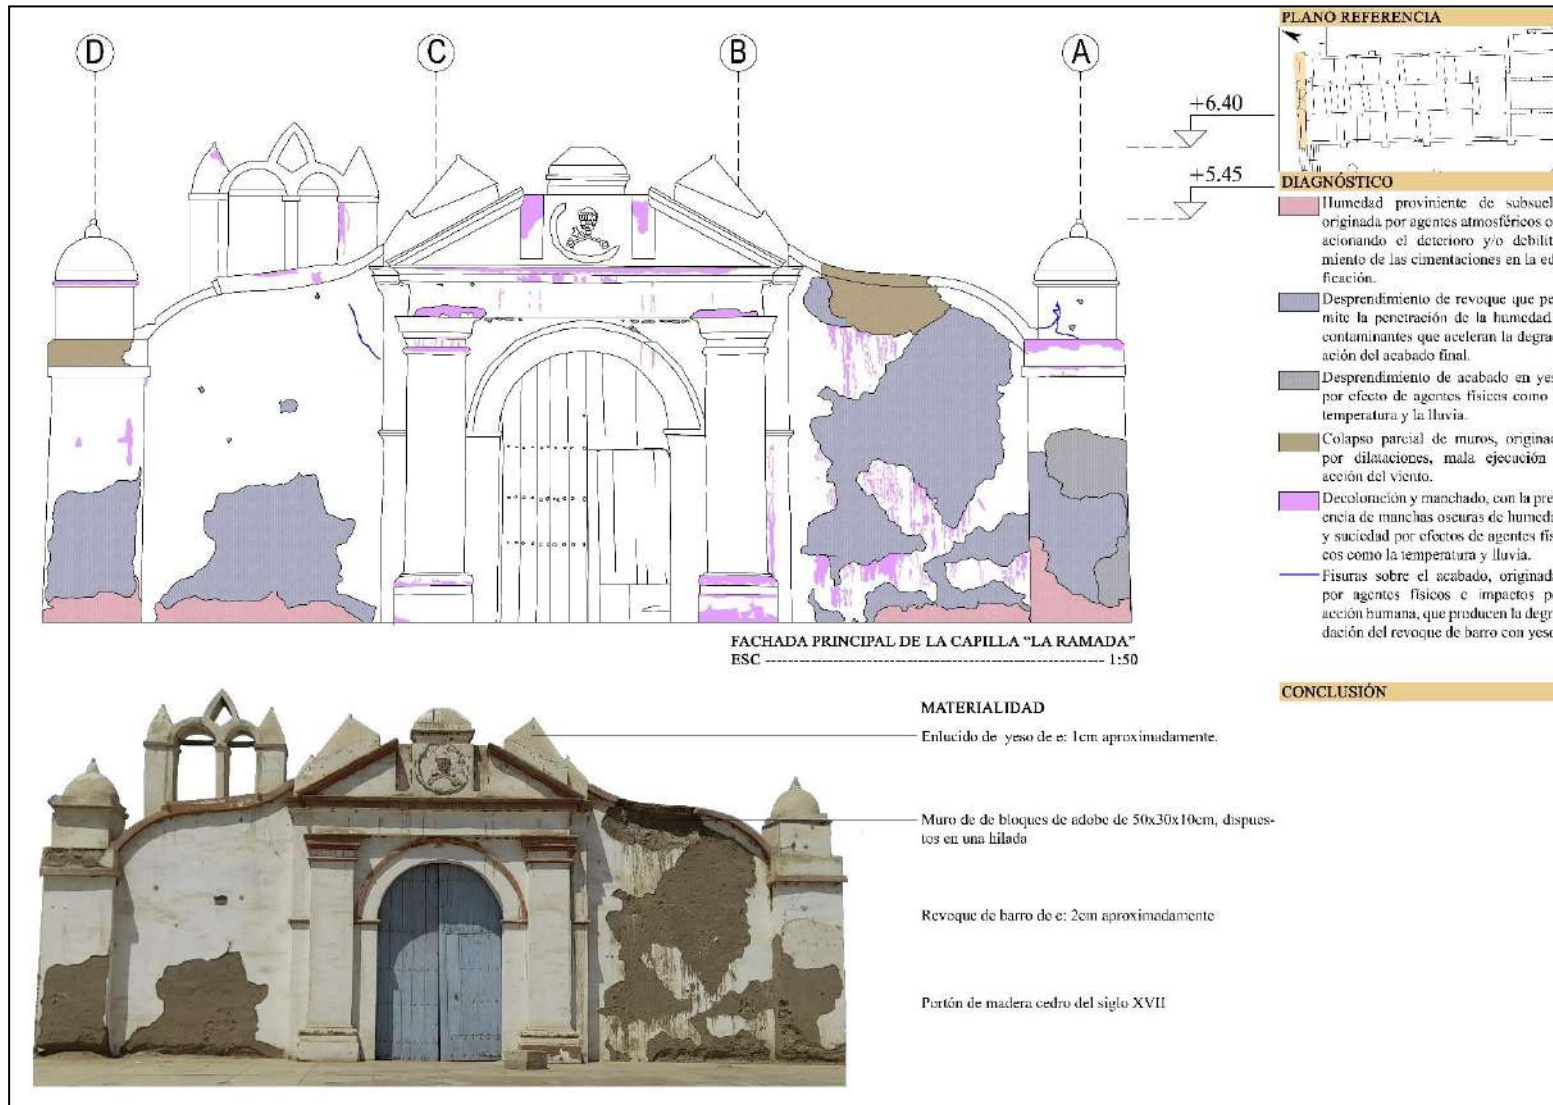 D
C
B
A
+6.40
+5.45
PLANO REFERENCIA
DIAGNÓSTICO
Humedad proviniente de subsuel
originada por agentes atmosféricos o
acionando el deterioro y/o debilit
miento de las cimentaciones en la ed
ficación.
Desprendimiento de revoque que pe
mite la penetración de la humedad
contaminantes que aceleran la degrad
ación del acabado final.
Desprendimiento de acabado en yes
por efecto de agentes físicos como
temperatura y la lluvia.
Colapso parcial de muros, originad
por dilataciones, mala ejecución
acción del viento.
Decoloración y manchado, con la pre
encia de manchas oscuras de humeda
y suciedad por efectos de agentes fís
cos como la temperatura y lluvia.
Fisuras sobre el acabado, originada
por agentes físicos e impactos p
acción humana, que producen la degr
dación del revoque de barro con yeso
CONCLUSIÓN
FACHADA PRINCIPAL DE LA CAPILLA “LA RAMADA”
ESC ------------------------------------------------------------ 1:50
MATERIALIDAD
Enlucido de yeso de e: 1cm aproximadamente.
Muro de de bloques de adobe de 50x30x10cm, dispues-
tos en una hilada
Revoque de barro de e: 2cm aproximadamente
Portón de madera cedro del siglo XVII